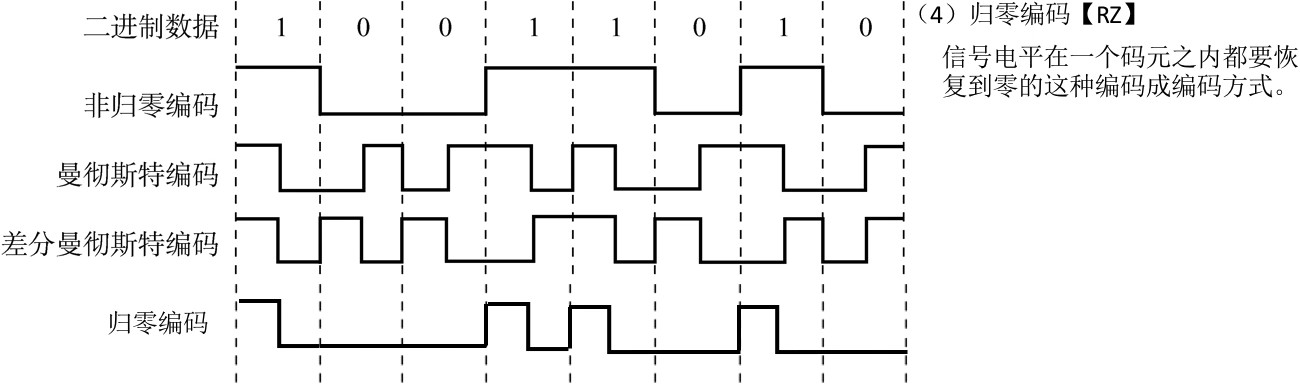 二进制数据 1 0 0 1 1 0 1 0
非归零编码
曼彻斯特编码
差分曼彻斯特编码
归零编码
（4）归零编码【RZ】
信号电平在一个码元之内都要恢
复到零的这种编码成编码方式。